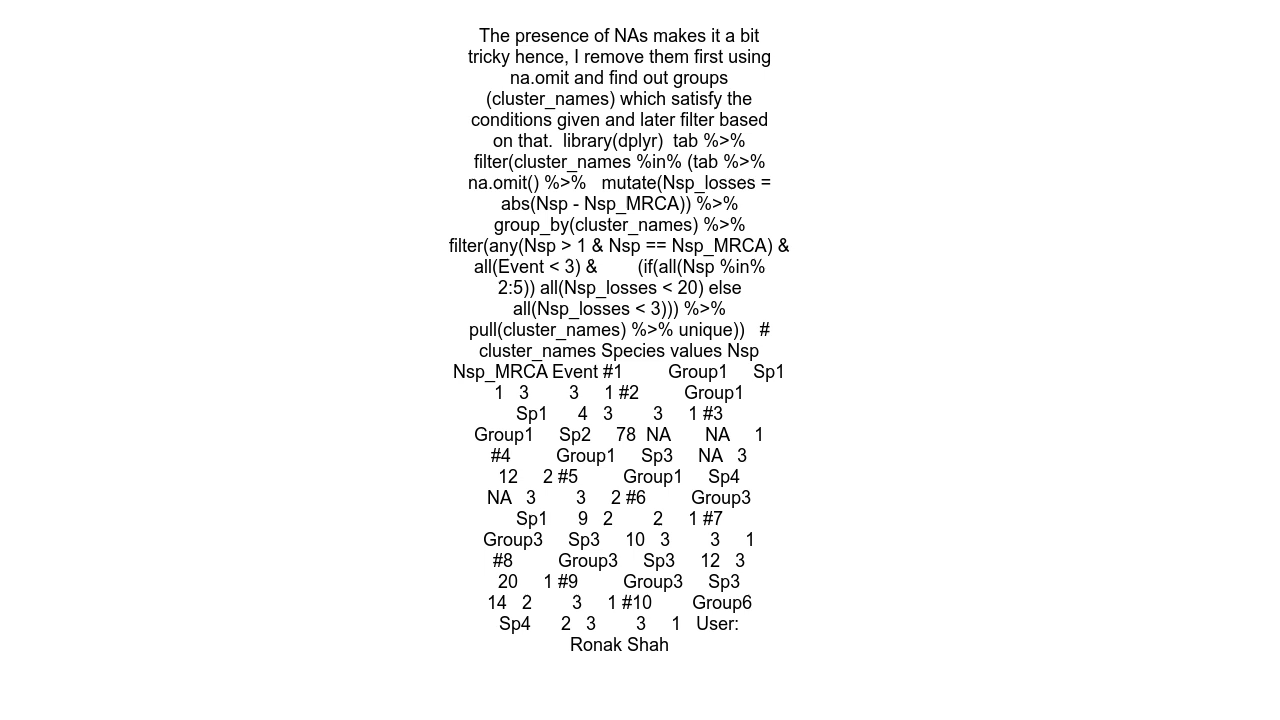 The presence of NAs makes it a bit
tricky hence, I remove them first using
na.omit and find out groups
(cluster_names) which satisfy the
conditions given and later filter based
on that.  library(dplyr)  tab %>%
filter(cluster_names %in% (tab %>%
na.omit() %>%   mutate(Nsp_losses =
abs(Nsp - Nsp_MRCA)) %>%
group_by(cluster_names) %>%
filter(any(Nsp > 1 & Nsp == Nsp_MRCA) &
all(Event < 3) &        (if(all(Nsp %in%
2:5)) all(Nsp_losses < 20) else
all(Nsp_losses < 3))) %>%
pull(cluster_names) %>% unique))   #
cluster_names Species values Nsp
Nsp_MRCA Event #1         Group1     Sp1
1   3        3     1 #2         Group1
Sp1      4   3        3     1 #3
Group1     Sp2     78  NA       NA     1
#4         Group1     Sp3     NA   3
12     2 #5         Group1     Sp4
NA   3        3     2 #6         Group3
Sp1      9   2        2     1 #7
Group3     Sp3     10   3        3     1
#8         Group3     Sp3     12   3
20     1 #9         Group3     Sp3
14   2        3     1 #10        Group6
Sp4      2   3        3     1   User:
Ronak Shah